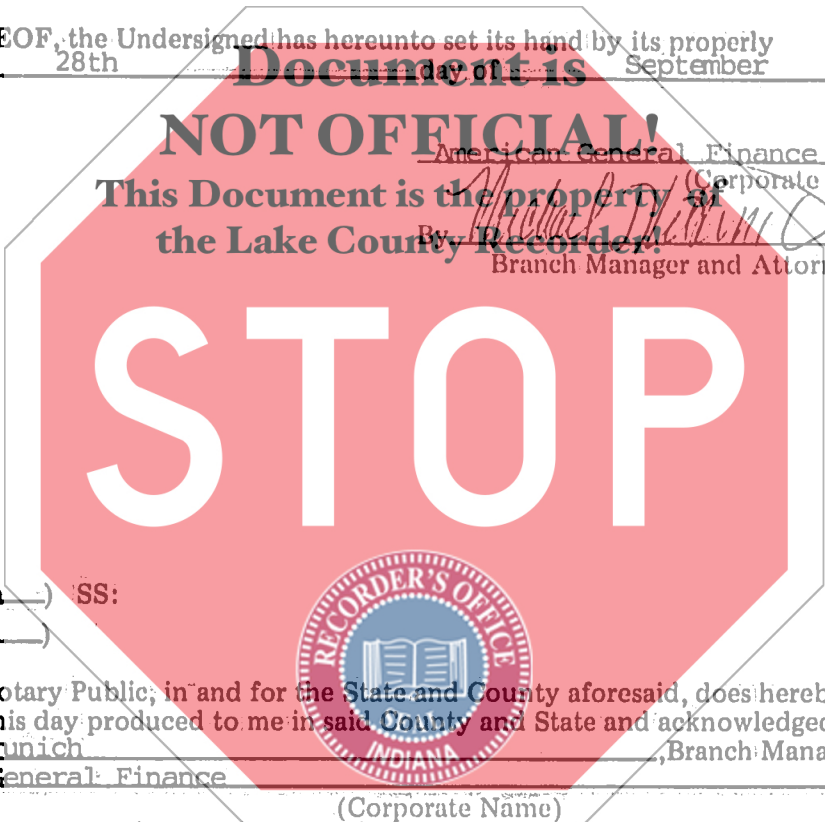 EOF, the Undersigned has hereunto set its hand by its properly
28th day of September
Document is
NOT OFFICIAL!
American General Finance
Corporate
This Document is the property of
the Lake County Recorder!
By
Branch Manager and Attor
STOP
) SS:
)
RECORDER'S OFFICE
INDIANA
otary Public, in and for the State and County aforesaid, does hereb
his day produced to me in said County and State and acknowledged
unich ,Branch Mana
eneral Finance
(Corporate Name)